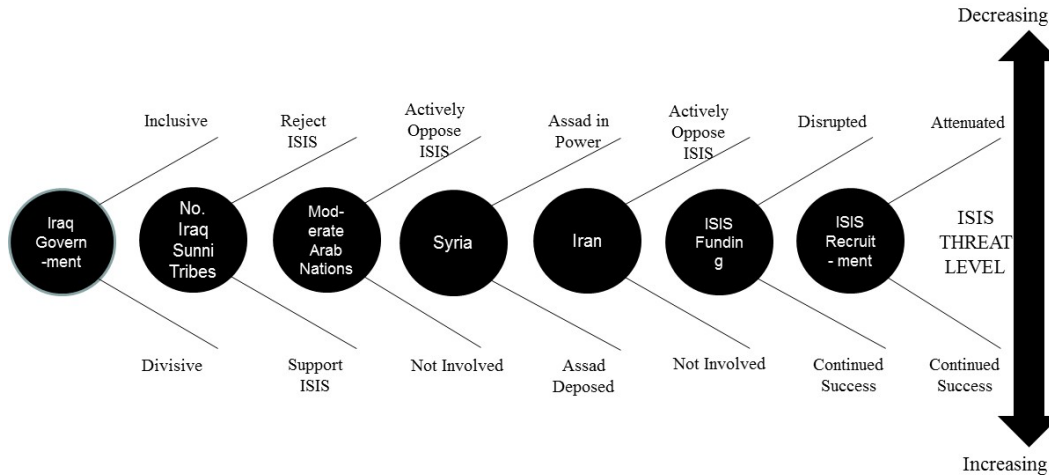 Decreasing
Inclusive
Reject
ISIS
Actively
Oppose
ISIS
Assad in
Power
Actively
Oppose
ISIS
Disrupted
Attenuated
Iraq
Govern
-ment
No.
Iraq
Sunni
Tribes
Mod-
erate
Arab
Nations
Syria
Iran
ISIS
Fundin
g
ISIS
Recruit
- ment
ISIS
THREAT
LEVEL
Divisive
Support
ISIS
Not Involved
Assad
Deposed
Not Involved
Continued
Success
Continued
Success
Increasing